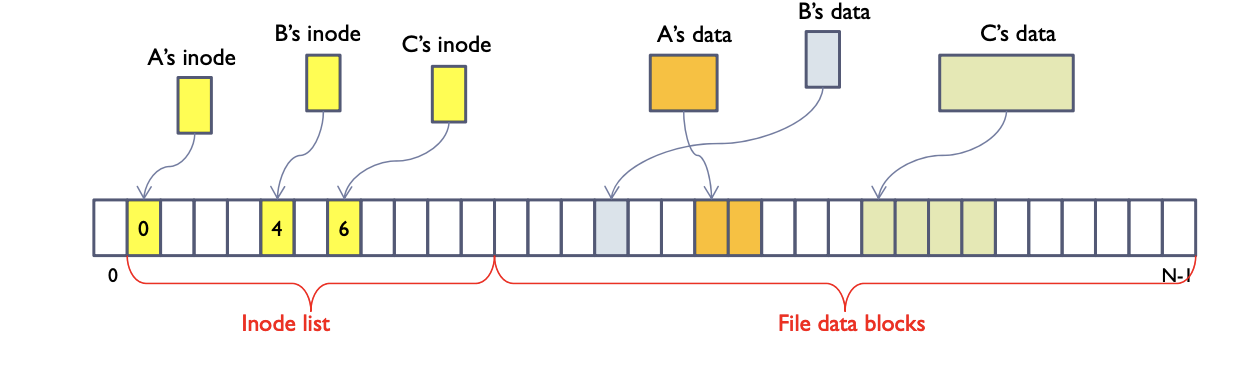 B's data
B's inode
A's data
C's data
C's inode
A's inode
0
4
6
0
N-1
Inode list
File data blocks